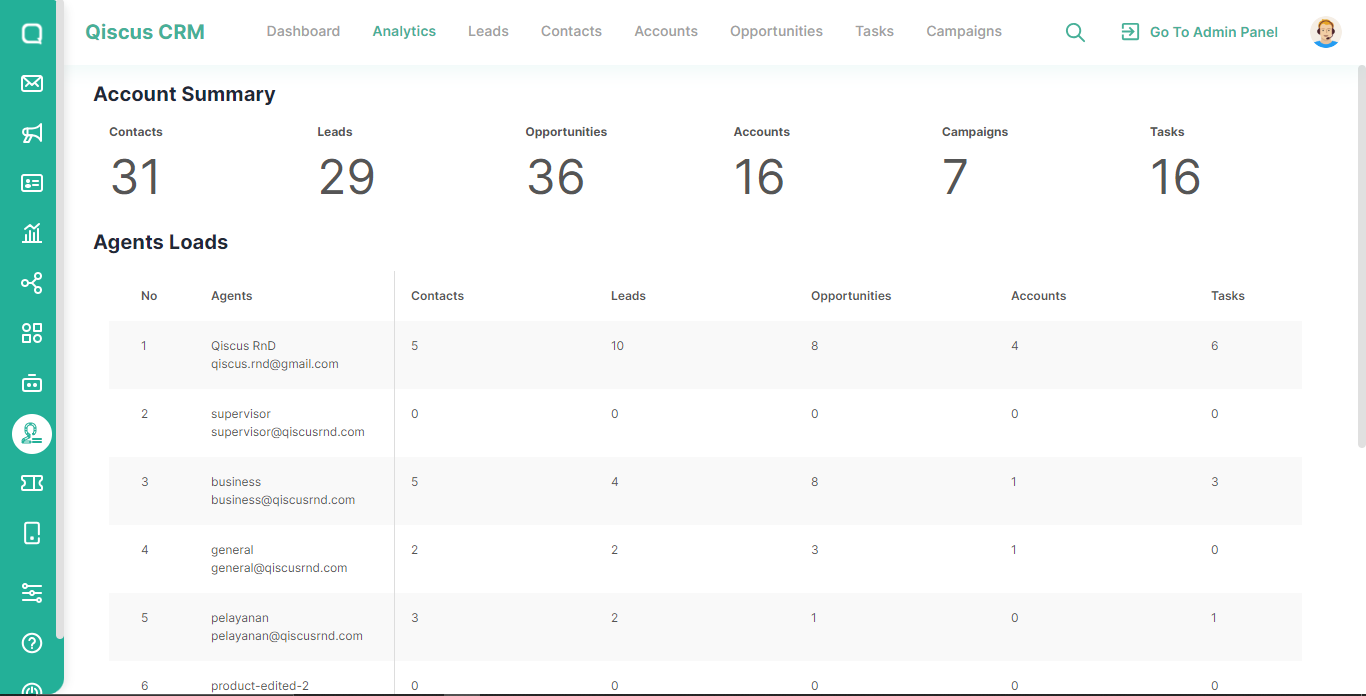 Qiscus CRM Dashboard Analytics Leads Contacts Accounts Opportunities Tasks Campaigns Go To Admin Panel
Account Summary
Contacts Leads Opportunities Accounts Campaigns Tasks
31 29 36 16 7 16
Agents Loads
No Agents Contacts Leads Opportunities Accounts Tasks
1 Qiscus RnD 5 10 8 4 6
qiscus.rnd@gmail.com
2 supervisor 0 0 0 0 0
supervisor@qiscusrnd.com
3 business 5 4 8 1 3
business@qiscusrnd.com
4 general 2 2 3 1 0
general@qiscusrnd.com
5 pelayanan 3 2 1 0 1
pelayanan@qiscusrnd.com
6 product-edited-2 0 0 0 0 0